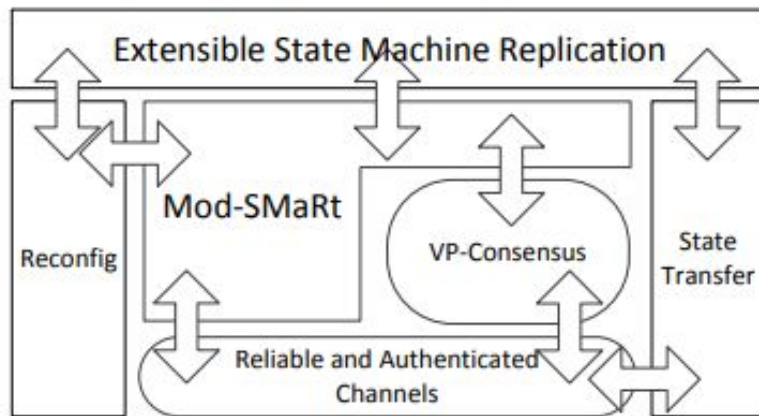 Extensible State Machine Replication
Mod-SMaRt
Reconfig
VP-Consensus
State
Transfer
Reliable and Authenticated
Channels